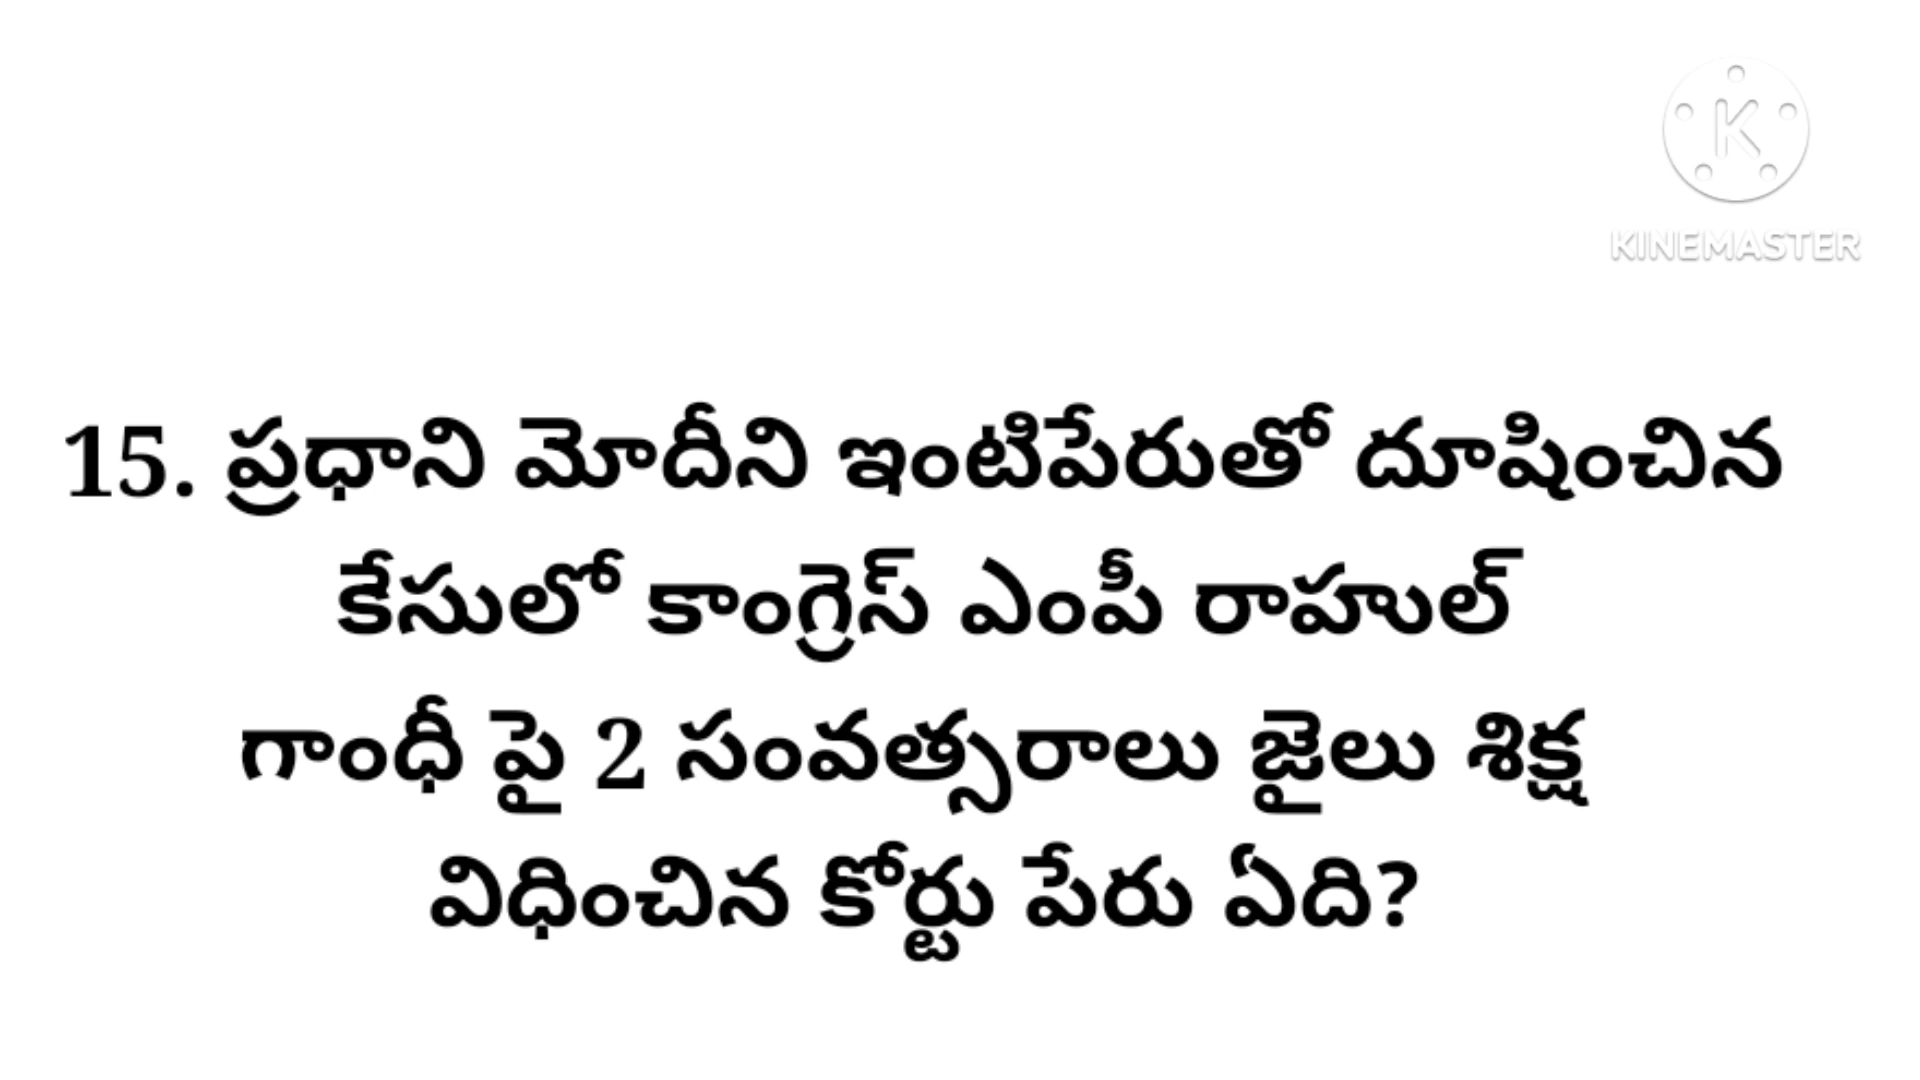 KINEMASTER
15. ప్రధాని మోదీని ఇంటిపేరుతో దూషించిన
కేసులో కాంగ్రెస్ ఎంపీ రాహుల్
గాంధీ పై 2 సంవత్సరాలు జైలు శిక్ష
విధించిన కోర్టు పేరు ఏది?